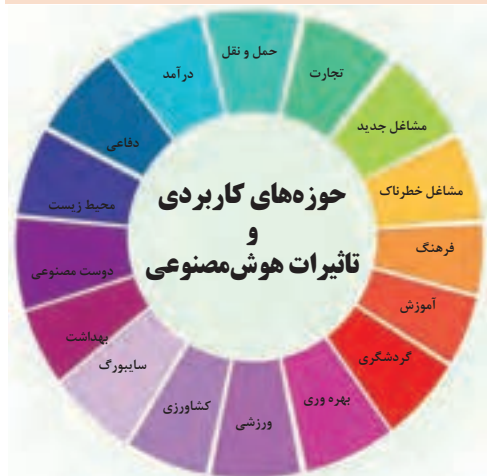 حوزه‌های کاربردی
و
تاثیرات هوش‌مصنوعی
حمل و نقل
تجارت
مشاغل جدید
مشاغل خطرناک
فرهنگ
آموزش
گردشگری
بهره وری
ورزشی
کشاورزی
سایبورگ
بهداشت
دوست مصنوعی
محیط زیست
دفاعی
درآمد